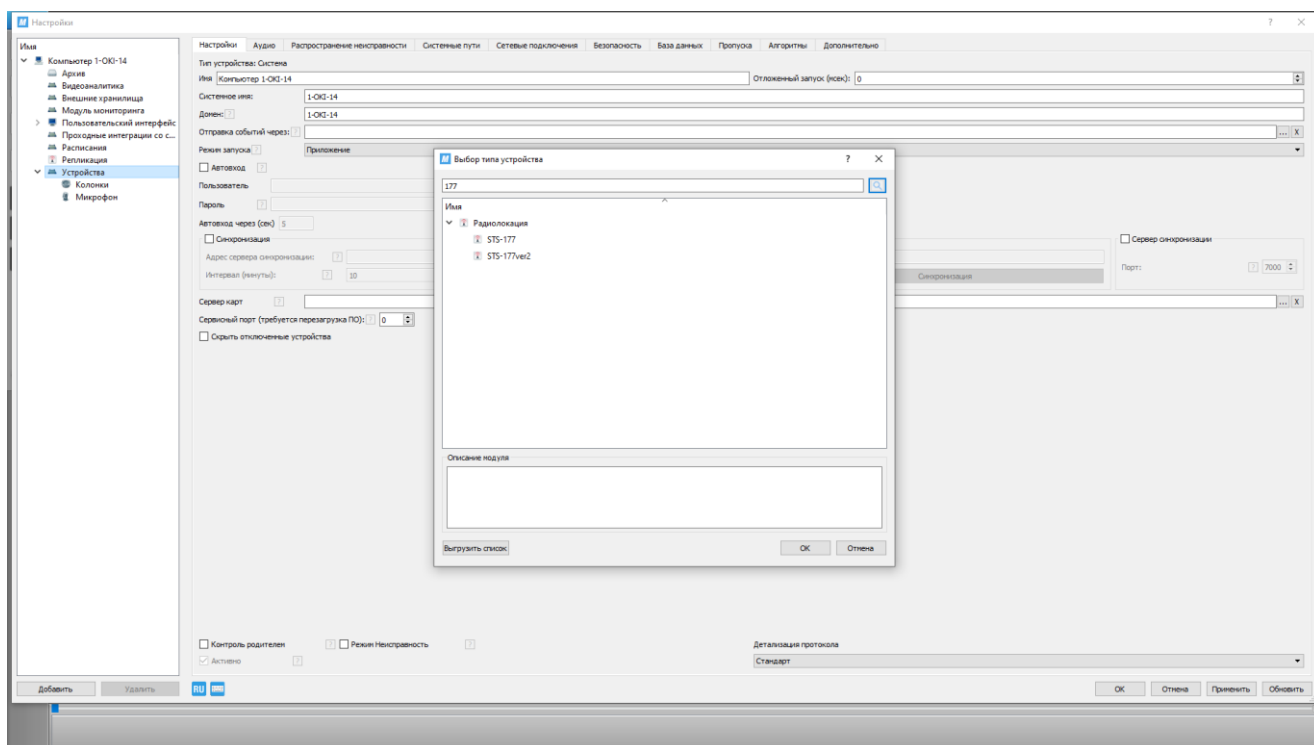 Настройки
? ×
Имя
Компьютер 1-OKI-14
Архив
Видеоаналитика
Внешние хранилища
Модуль мониторинга
Пользовательский интерфейс
Проходные интеграции со с...
Расписания
Репликация
Устройства
Колонки
Микрофон
Добавить Удалить
Настройки Аудио Распространение неисправности Системные пути Сетевые подключения Безопасность База данных Пропуска Алгоритмы Дополнительно
Тип устройства: Система
Имя Компьютер 1-OKI-14 Отложенный запуск (мсек): 0
Системное имя: 1-OKI-14
Домен: ? 1-OKI-14
Отправка событий через: ? ... X
Режим запуска ? Приложение
Автовход ?
Пользователь
Пароль ?
Автовход через (сек) 5
Синхронизация
Адрес сервера синхронизации: ?
Интервал (минуты): ? 10 Синхронизация
Сервер синхронизации
Порт: ? 7000
Сервер карт ? ... X
Сервисный порт (требуется перезагрузка ПО): ? 0
Скрыть отключенные устройства
Выбор типа устройства ? ×
177
Имя
Радиолокация
STS-177
STS-177ver2
Описание модуля
Выгрузить список OK Отмена
Контроль родителем ? Режим Неисправность ?
Активно ?
Детализация протокола
Стандарт
RU
OK Отмена Применить Обновить